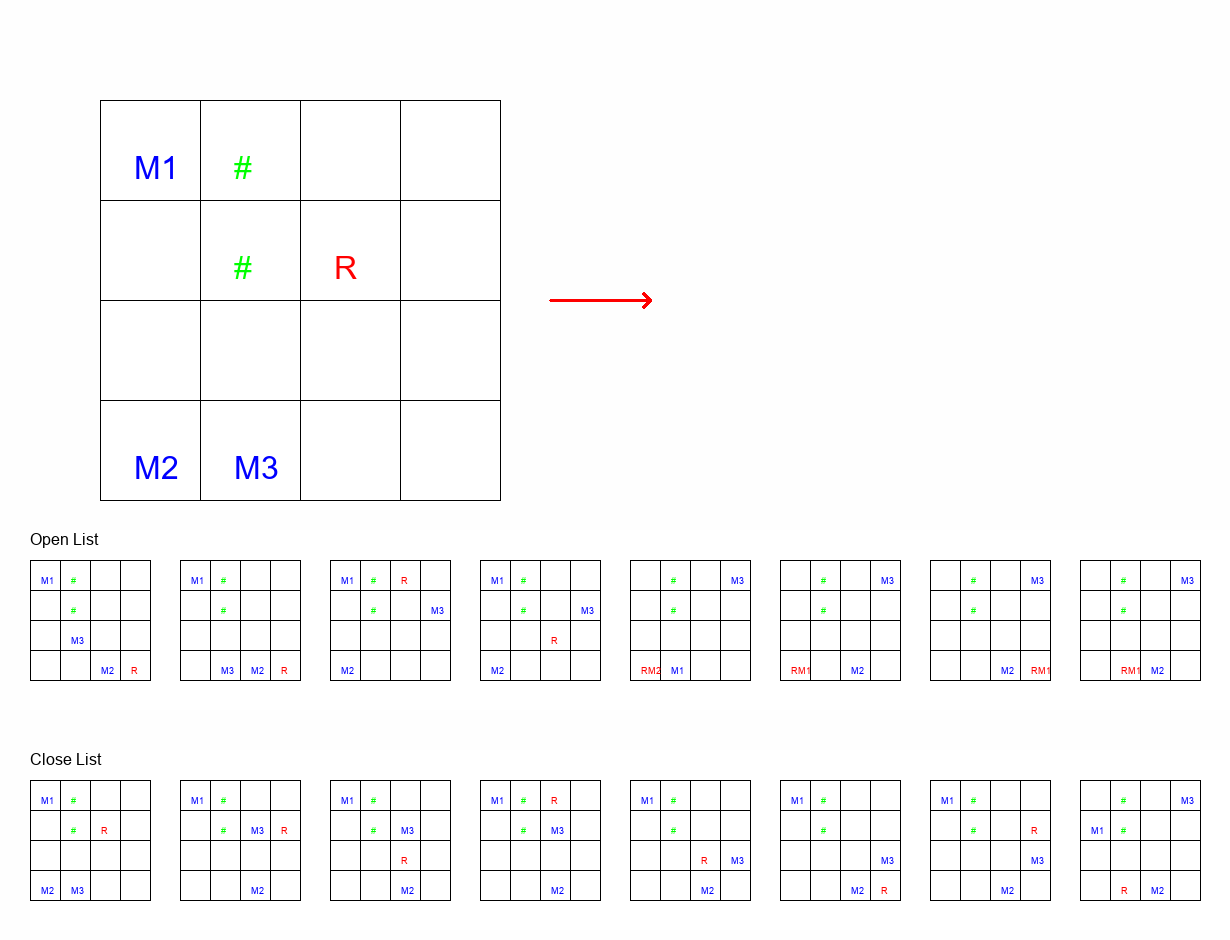 M1 #
# R
M2 M3
Open List
M1 # M1 # M1 # R M1 # # M3 # M3 # M3 # M3
# # # M3 # M3 # # # #
M3 R
M2 R M3 M2 R M2 M2 RM2 M1 RM1 M2 M2 RM1 RM1 M2
Close List
M1 # M1 # M1 # M1 # R M1 # M1 # M1 # # M3
# R # M3 R # M3 # M3 # # # R M1 #
R R M3 M3 M3
M2 M3 M2 M2 M2 M2 M2 R M2 R M2